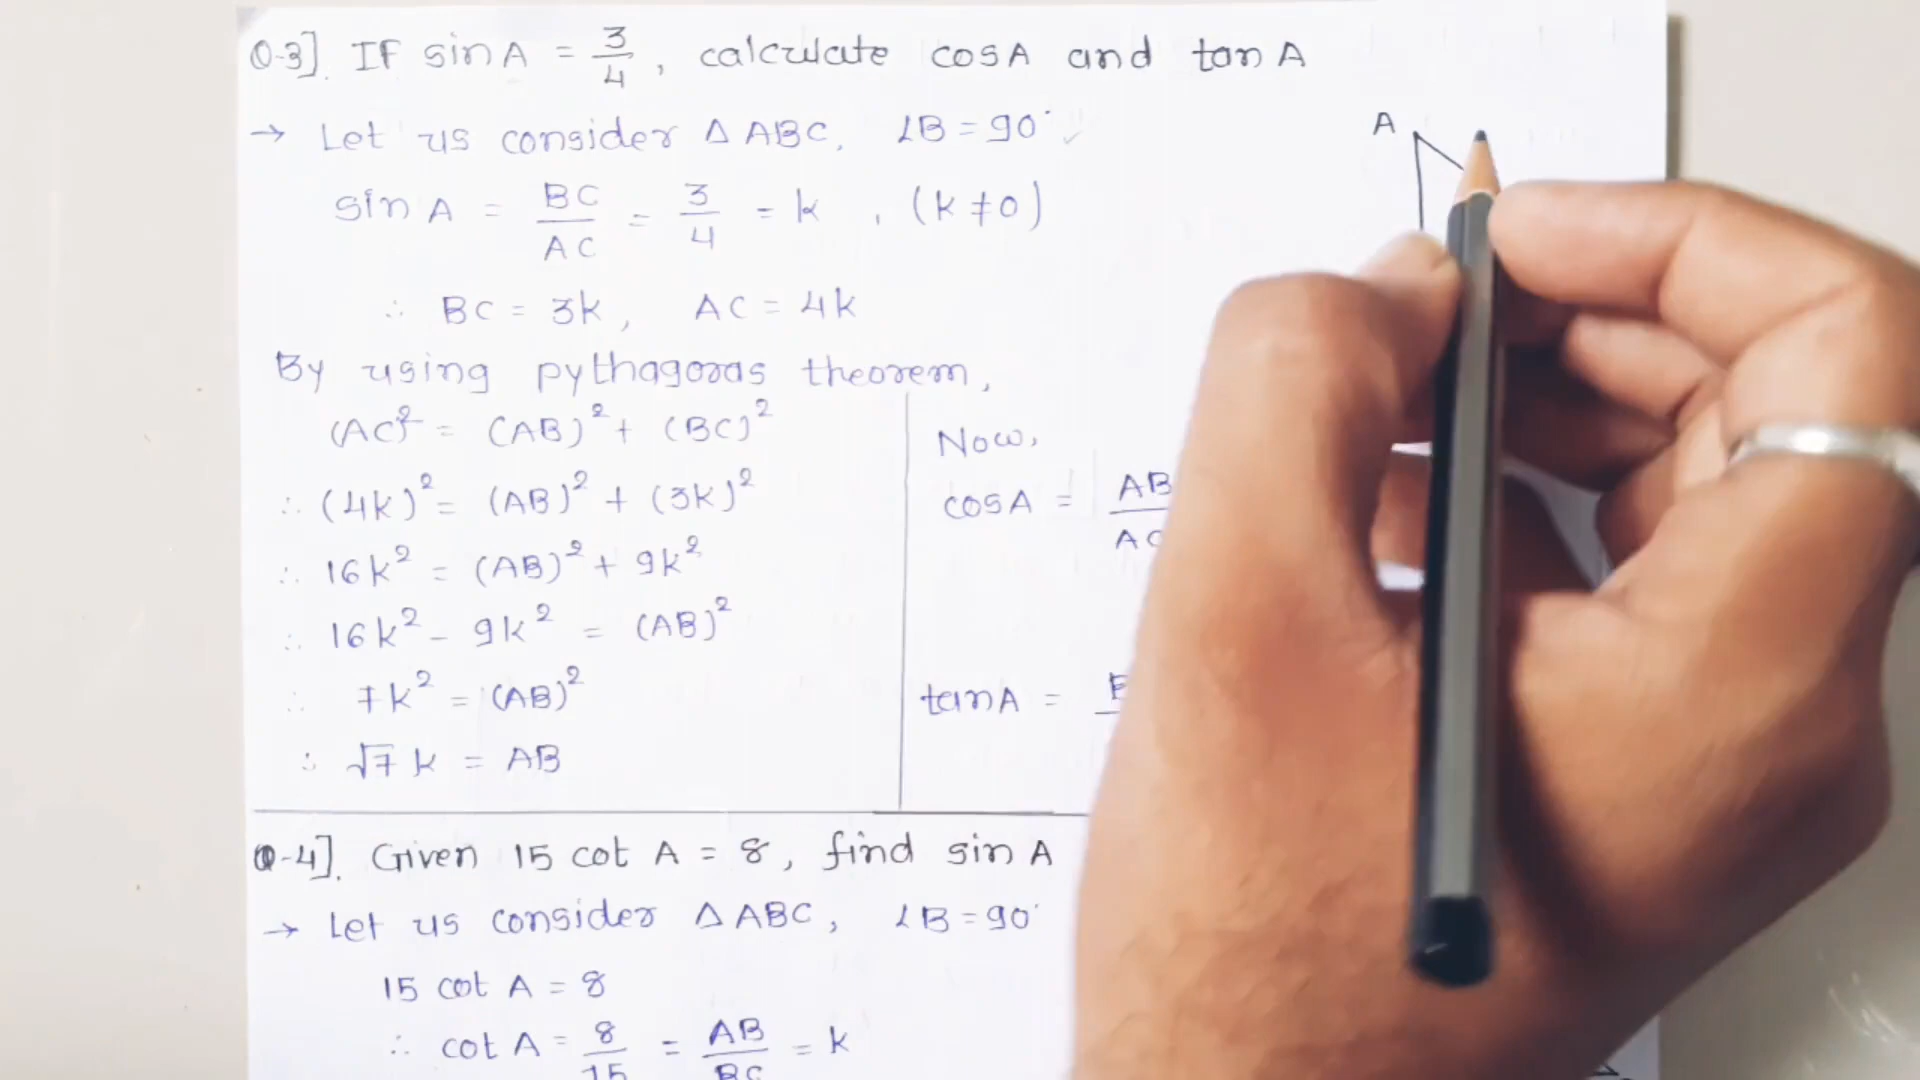 Q-3]. IF sin A = 3/4, calculate cos A and tan A
→ Let us consider Δ ABC, ∠B = 90°
A
sin A = BC/AC = 3/4 = k, (k ≠ 0)
∴ BC = 3k, AC = 4k
By using pythagoras theorem,
(AC)² = (AB)² + (BC)²
∴ (4k)² = (AB)² + (3k)²
∴ 16k² = (AB)² + 9k²
∴ 16k² - 9k² = (AB)²
∴ 7k² = (AB)²
∴ √7 k = AB
Now,
cos A = AB/AC
tan A =
Q-4]. Given 15 cot A = 8, find sin A
→ Let us consider Δ ABC, ∠B = 90°
15 cot A = 8
∴ cot A = 8/15 = AB/BC = k